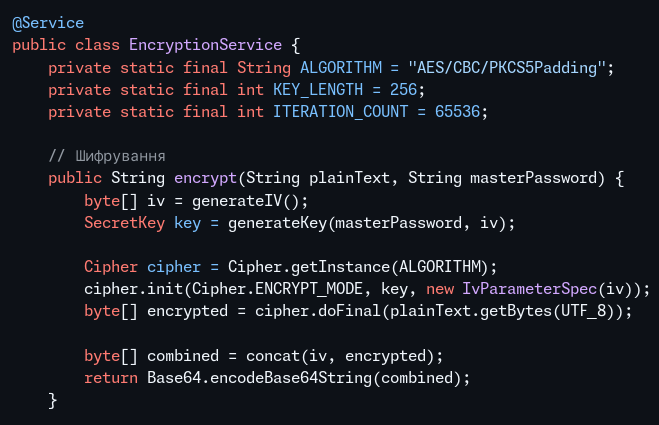 @Service
public class EncryptionService {
    private static final String ALGORITHM = "AES/CBC/PKCS5Padding";
    private static final int KEY_LENGTH = 256;
    private static final int ITERATION_COUNT = 65536;

    // Шифрування
    public String encrypt(String plainText, String masterPassword) {
        byte[] iv = generateIV();
        SecretKey key = generateKey(masterPassword, iv);

        Cipher cipher = Cipher.getInstance(ALGORITHM);
        cipher.init(Cipher.ENCRYPT_MODE, key, new IvParameterSpec(iv));
        byte[] encrypted = cipher.doFinal(plainText.getBytes(UTF_8));

        byte[] combined = concat(iv, encrypted);
        return Base64.encodeBase64String(combined);
    }